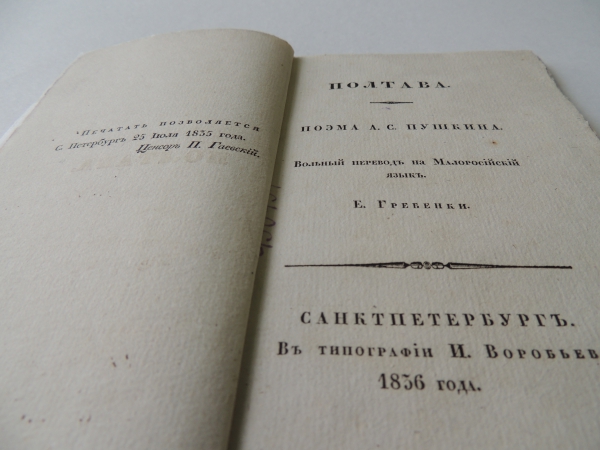 Печатать позволяется
С. Петербургъ 25 Іюля 1835 года.
Ценсоръ П. Гаевскій.
ПОЛТАВА.
ПОЭМА А. С. ПУШКИНА.
Вольный переводъ на Малоросійскій
языкъ.
Е. Гребенки.
САНКТПЕТЕРБУРГЪ.
Въ типографіи И. Воробьев
1836 года.